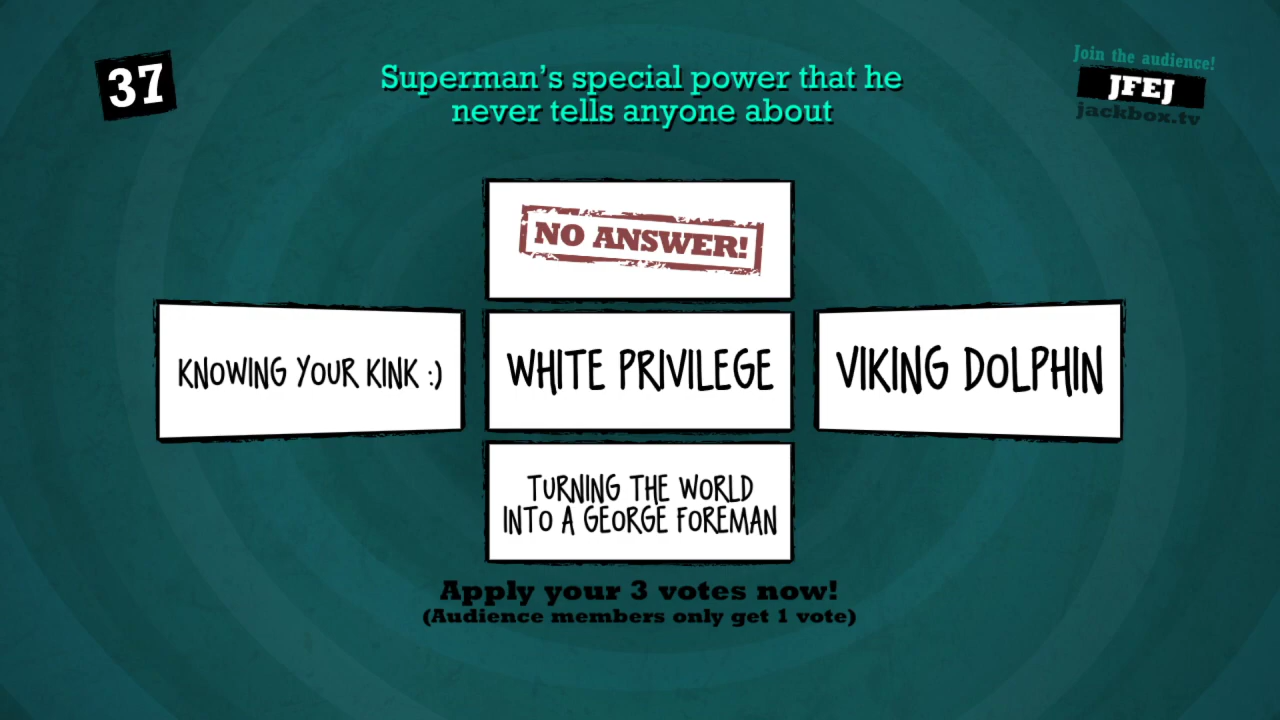 37
Superman's special power that he
never tells anyone about
Join the audience!
JFEJ
jackbox.tv
NO ANSWER!
KNOWING YOUR KINK :)
WHITE PRIVILEGE
VIKING DOLPHIN
TURNING THE WORLD
INTO A GEORGE FOREMAN
Apply your 3 votes now!
(Audience members only get 1 vote)